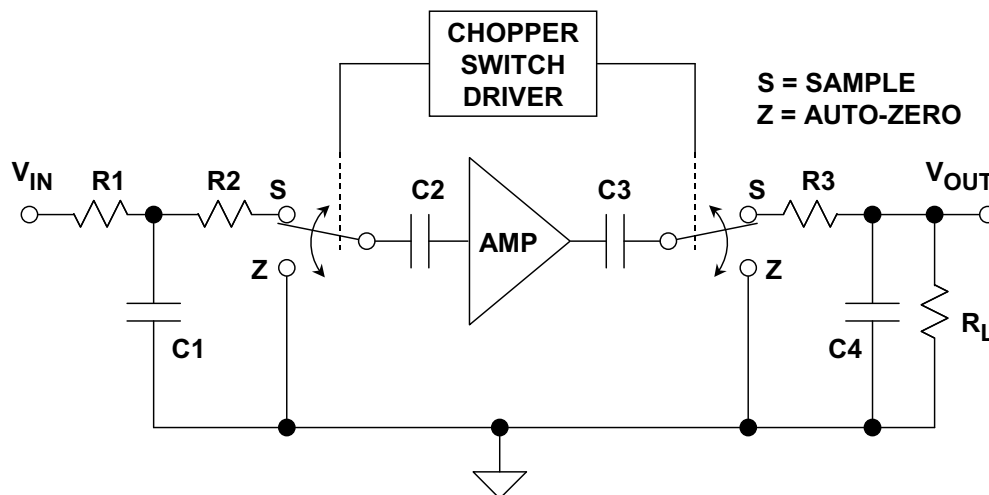 CHOPPER
SWITCH
DRIVER
S = SAMPLE
Z = AUTO-ZERO
VIN
R1
R2
S
C2
AMP
C3
S
R3
VOUT
Z
Z
C1
C4
RL